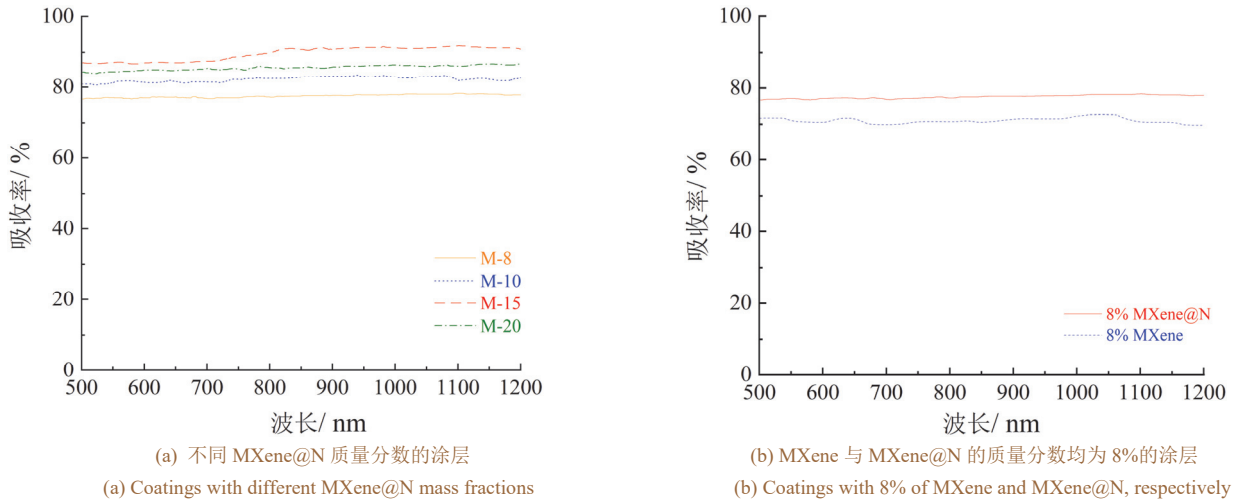 100
80
60
40
20
0
吸收率/ %
M-8
M-10
M-15
M-20
500 600 700 800 900 1000 1100 1200
波长/ nm
(a) 不同 MXene@N 质量分数的涂层
(a) Coatings with different MXene@N mass fractions
100
80
60
40
20
0
吸收率/ %
8% MXene@N
8% MXene
500 600 700 800 900 1000 1100 1200
波长/ nm
(b) MXene 与 MXene@N 的质量分数均为 8%的涂层
(b) Coatings with 8% of MXene and MXene@N, respectively